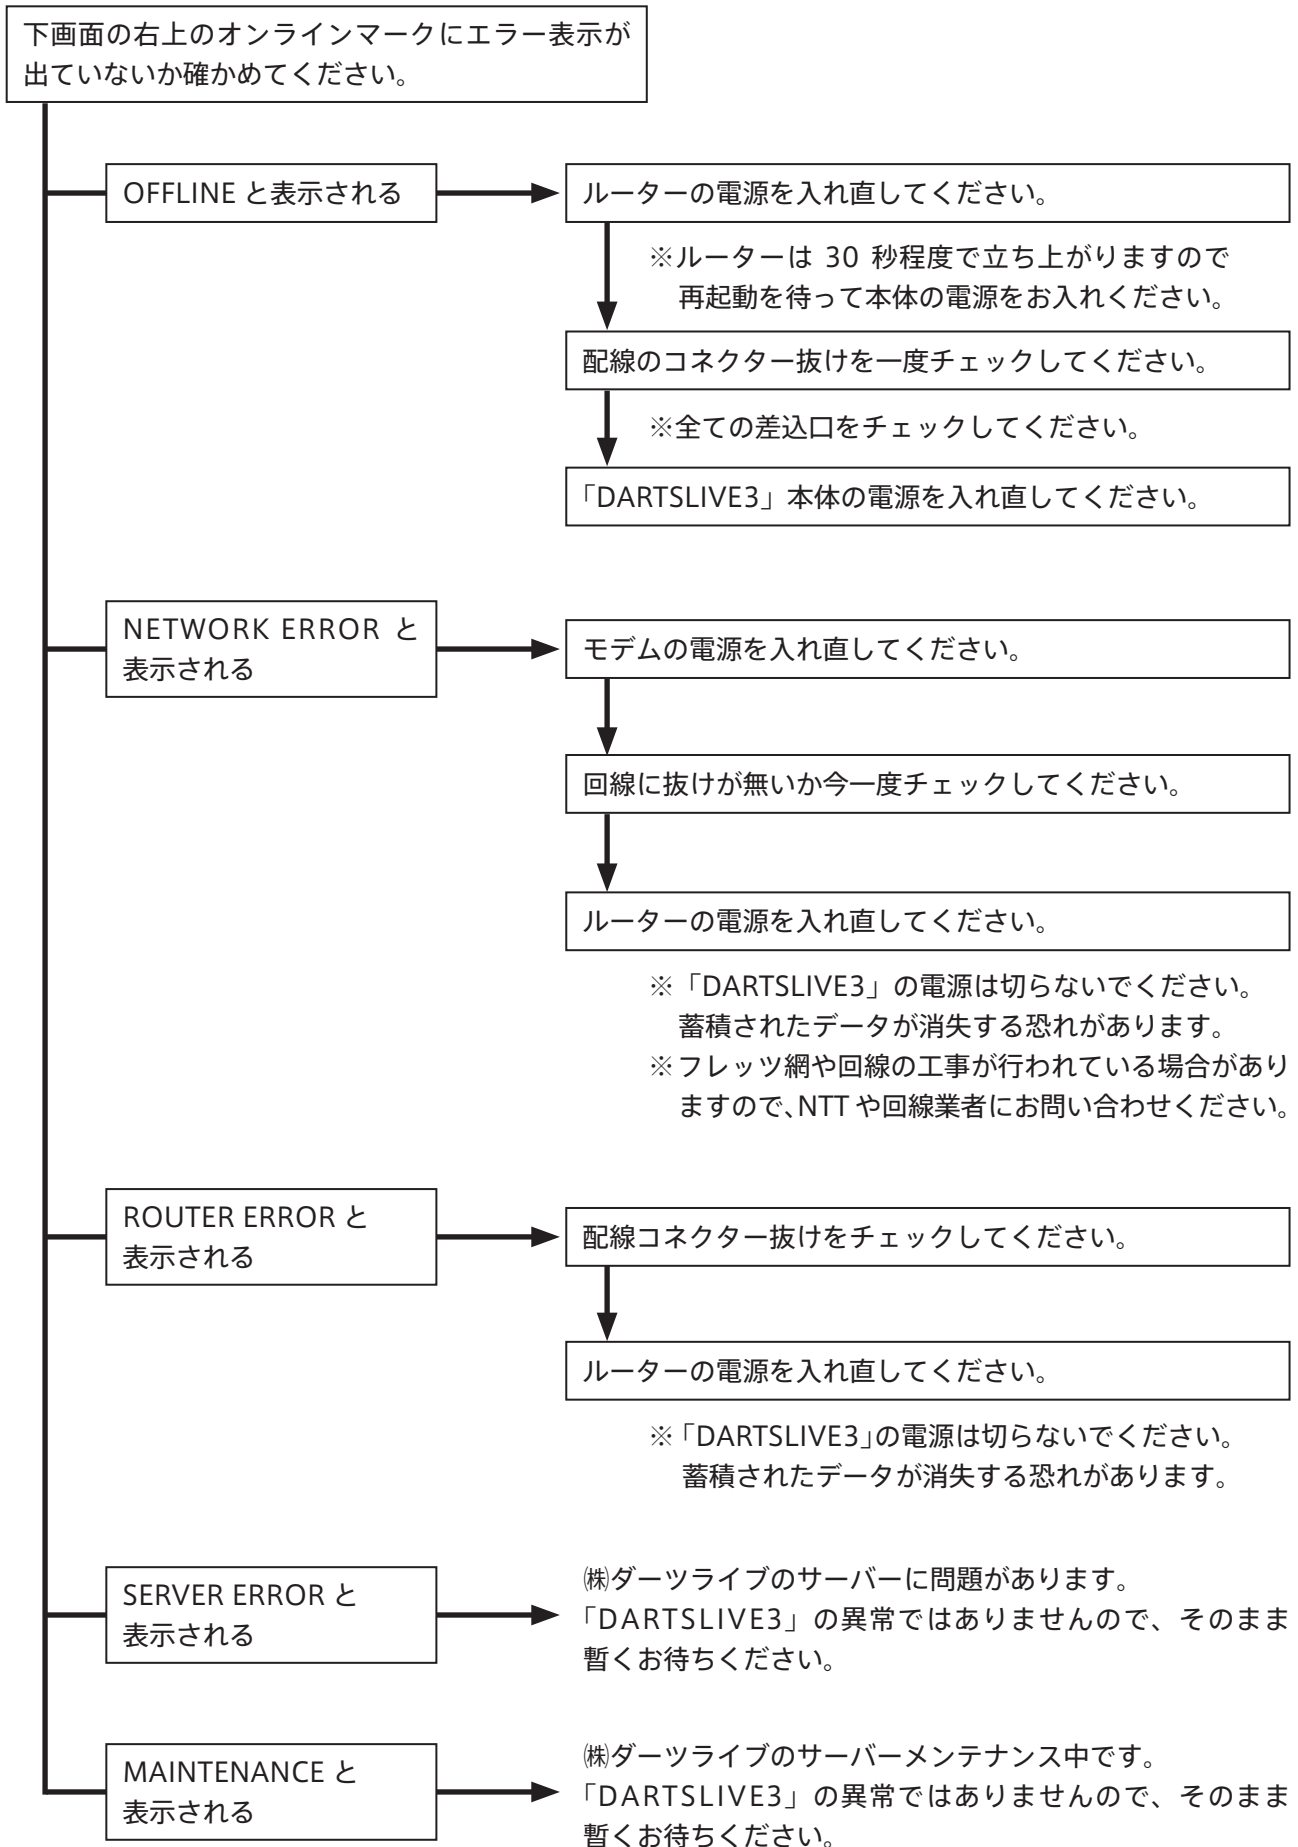 下画面の右上のオンラインマークにエラー表示が
出ていないか確かめてください。
OFFLINE と表示される
ルーターの電源を入れ直してください。
※ルーターは 30 秒程度で立ち上がりますので
再起動を待って本体の電源をお入れください。
配線のコネクター抜けを一度チェックしてください。
※全ての差込口をチェックしてください。
「DARTSLIVE3」本体の電源を入れ直してください。
NETWORK ERROR と
表示される
モデムの電源を入れ直してください。
回線に抜けが無いか今一度チェックしてください。
ルーターの電源を入れ直してください。
※「DARTSLIVE3」の電源は切らないでください。
蓄積されたデータが消失する恐れがあります。
※フレッツ網や回線の工事が行われている場合があり
ますので、NTT や回線業者にお問い合わせください。
ROUTER ERROR と
表示される
配線コネクター抜けをチェックしてください。
ルーターの電源を入れ直してください。
※「DARTSLIVE3」の電源は切らないでください。
蓄積されたデータが消失する恐れがあります。
SERVER ERROR と
表示される
㈱ダーツライブのサーバーに問題があります。
「DARTSLIVE3」の異常ではありませんので、そのまま
暫くお待ちください。
MAINTENANCE と
表示される
㈱ダーツライブのサーバーメンテナンス中です。
「DARTSLIVE3」の異常ではありませんので、そのまま
暫くお待ちください。